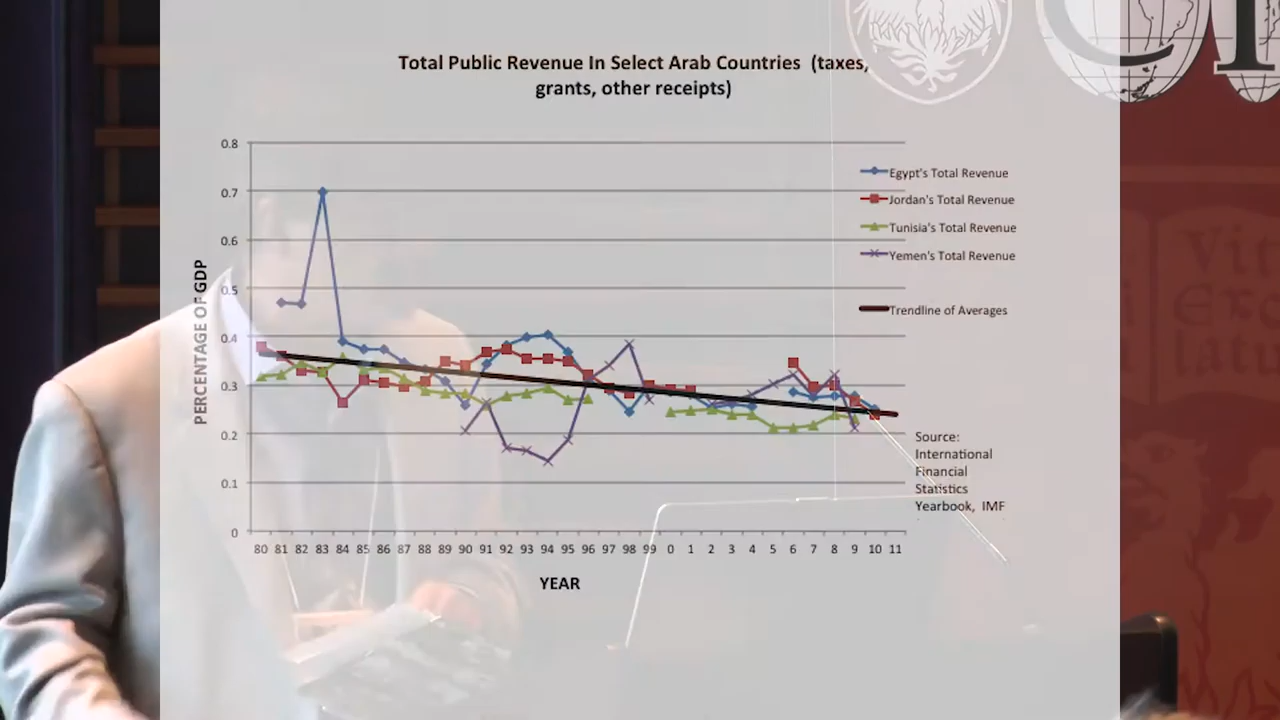 Total Public Revenue In Select Arab Countries (taxes,
grants, other receipts)
PERCENTAGE OF GDP
0.8
0.7
0.6
0.5
0.4
0.3
0.2
0.1
0
Egypt's Total Revenue
Jordan's Total Revenue
Tunisia's Total Revenue
Yemen's Total Revenue
Trendline of Averages
Source:
International
Financial
Statistics
Yearbook, IMF
80 81 82 83 84 85 86 87 88 89 90 91 92 93 94 95 96 97 98 99 0 1 2 3 4 5 6 7 8 9 10 11
YEAR